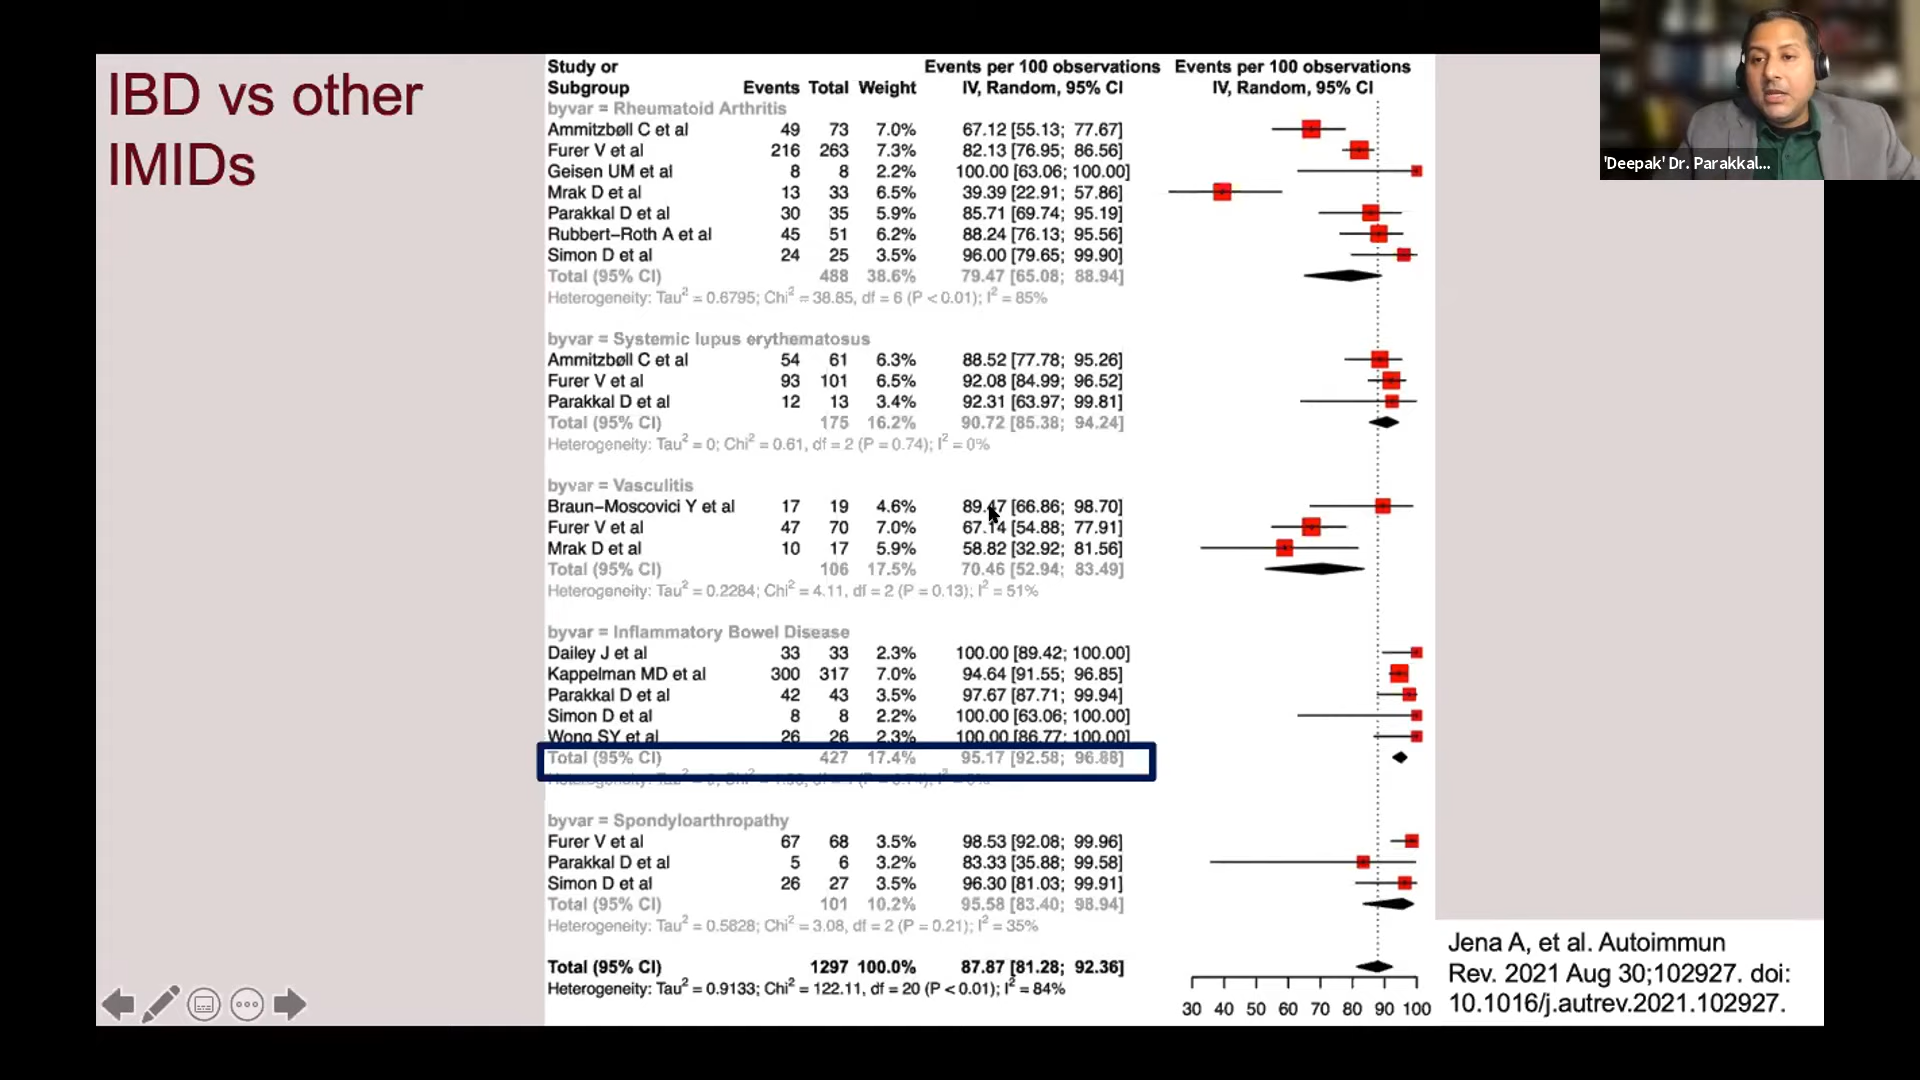 IBD vs other
IMIDs
Study or Events per 100 observations Events per 100 observations
Subgroup Events Total Weight IV, Random, 95% CI IV, Random, 95% CI
byvar = Rheumatoid Arthritis
Ammitzbøll C et al 49 73 7.0% 67.12 [55.13; 77.67]
Furer V et al 216 263 7.3% 82.13 [76.95; 86.56]
Geisen UM et al 8 8 2.2% 100.00 [63.06; 100.00]
Mrak D et al 13 33 6.5% 39.39 [22.91; 57.86]
Parakkal D et al 30 35 5.9% 85.71 [69.74; 95.19]
Rubbert–Roth A et al 45 51 6.2% 88.24 [76.13; 95.56]
Simon D et al 24 25 3.5% 96.00 [79.65; 99.90]
Total (95% CI) 488 38.6% 79.47 [65.08; 88.94]
Heterogeneity: Tau² = 0.6795; Chi² = 38.85, df = 6 (P < 0.01); I² = 85%
byvar = Systemic lupus erythematosus
Ammitzbøll C et al 54 61 6.3% 88.52 [77.78; 95.26]
Furer V et al 93 101 6.5% 92.08 [84.99; 96.52]
Parakkal D et al 12 13 3.4% 92.31 [63.97; 99.81]
Total (95% CI) 175 16.2% 90.72 [85.38; 94.24]
Heterogeneity: Tau² = 0; Chi² = 0.61, df = 2 (P = 0.74); I² = 0%
byvar = Vasculitis
Braun–Moscovici Y et al 17 19 4.6% 89.47 [66.86; 98.70]
Furer V et al 47 70 7.0% 67.14 [54.88; 77.91]
Mrak D et al 10 17 5.9% 58.82 [32.92; 81.56]
Total (95% CI) 106 17.5% 70.46 [52.94; 83.49]
Heterogeneity: Tau² = 0.2284; Chi² = 4.11, df = 2 (P = 0.13); I² = 51%
byvar = Inflammatory Bowel Disease
Dailey J et al 33 33 2.3% 100.00 [89.42; 100.00]
Kappelman MD et al 300 317 7.0% 94.64 [91.55; 96.85]
Parakkal D et al 42 43 3.5% 97.67 [87.71; 99.94]
Simon D et al 8 8 2.2% 100.00 [63.06; 100.00]
Wong SY et al 26 26 2.3% 100.00 [86.77; 100.00]
Total (95% CI) 427 17.4% 95.17 [92.58; 96.88]
byvar = Spondyloarthropathy
Furer V et al 67 68 3.5% 98.53 [92.08; 99.96]
Parakkal D et al 5 6 3.2% 83.33 [35.88; 99.58]
Simon D et al 26 27 3.5% 96.30 [81.03; 99.91]
Total (95% CI) 101 10.2% 95.58 [83.40; 98.94]
Heterogeneity: Tau² = 0.5828; Chi² = 3.08, df = 2 (P = 0.21); I² = 35%
Total (95% CI) 1297 100.0% 87.87 [81.28; 92.36]
Heterogeneity: Tau² = 0.9133; Chi² = 122.11, df = 20 (P < 0.01); I² = 84%
30 40 50 60 70 80 90 100
Jena A, et al. Autoimmun
Rev. 2021 Aug 30;102927. doi:
10.1016/j.autrev.2021.102927.
'Deepak' Dr. Parakkal...